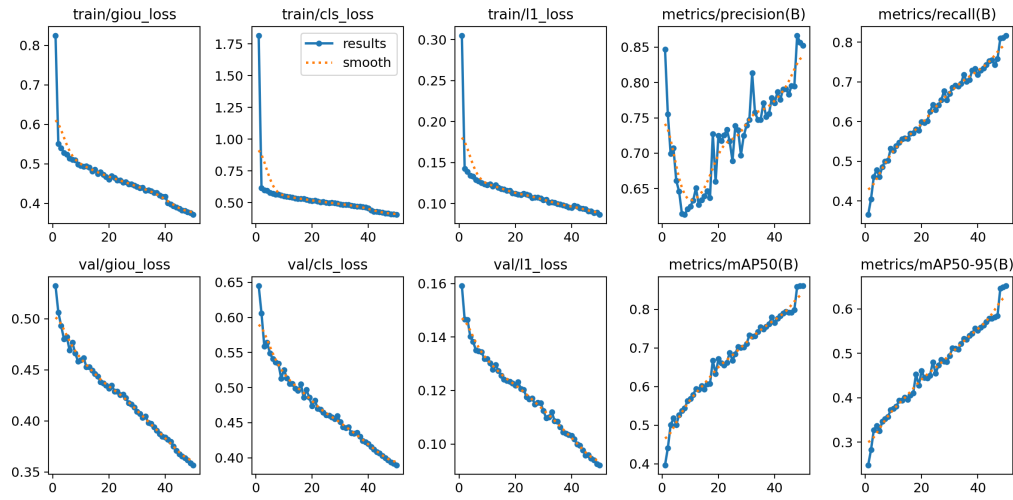 train/giou_loss
0.8
0.7
0.6
0.5
0.4
0 20 40
train/cls_loss
results
smooth
1.75
1.50
1.25
1.00
0.75
0.50
0 20 40
train/l1_loss
0.30
0.25
0.20
0.15
0.10
0 20 40
metrics/precision(B)
0.85
0.80
0.75
0.70
0.65
0 20 40
metrics/recall(B)
0.8
0.7
0.6
0.5
0.4
0 20 40
val/giou_loss
0.50
0.45
0.40
0.35
0 20 40
val/cls_loss
0.65
0.60
0.55
0.50
0.45
0.40
0 20 40
val/l1_loss
0.16
0.14
0.12
0.10
0 20 40
metrics/mAP50(B)
0.8
0.7
0.6
0.5
0.4
0 20 40
metrics/mAP50-95(B)
0.6
0.5
0.4
0.3
0 20 40